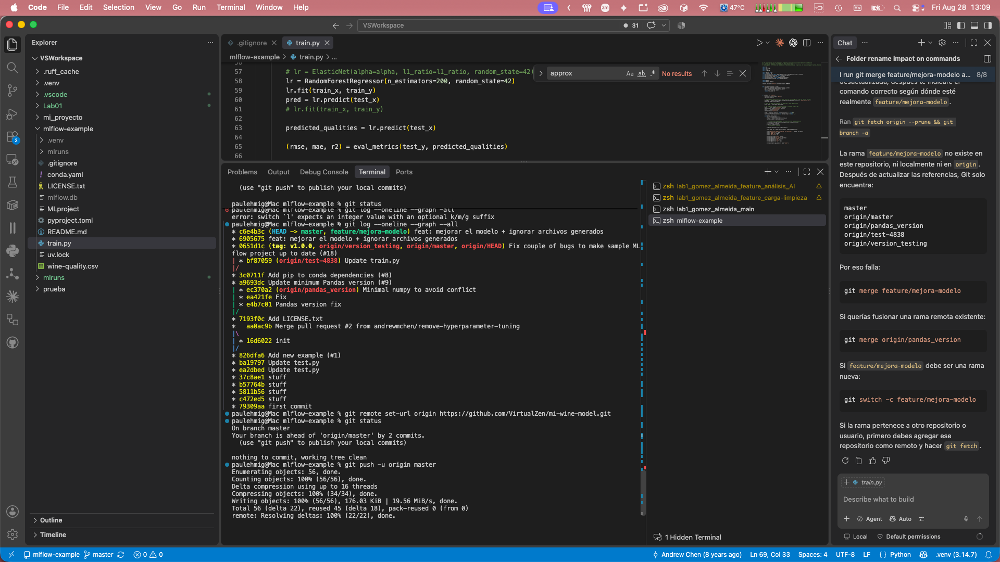 Code File Edit Selection View Go Run Terminal Window Help
47°C
Fri Aug 28 13:09
VSWorkspace
31
Explorer
VSWorkspace
.ruff_cache
.venv
.vscode
Lab01
mi_proyecto
mlflow-example
.venv
mlruns
.gitignore
conda.yaml
LICENSE.txt
mlflow.db
MLproject
pyproject.toml
README.md
train.py
uv.lock
wine-quality.csv
mlruns
prueba
Outline
Timeline
2
.gitignore
train.py
mlflow-example > train.py > ...
57 # lr = ElasticNet(alpha=alpha, l1_ratio=l1_ratio, random_state=42)
58 lr = RandomForestRegressor(n_estimators=200, random_state=42)
59 lr.fit(train_x, train_y)
60 pred = lr.predict(test_x)
61 # lr.fit(train_x, train_y)
62
63 predicted_qualities = lr.predict(test_x)
64
65 (rmse, mae, r2) = eval_metrics(test_y, predicted_qualities)
66
approx
Aa ab .*
No results
Problems Output Debug Console Terminal Ports
(use "git push" to publish your local commits)
paulehmig@Mac mlflow-example % git status
paulehmig@Mac mlflow-example % git log --oneline --graph -all
error: switch `l' expects an integer value with an optional k/m/g suffix
paulehmig@Mac mlflow-example % git log --oneline --graph --all
* c6e4b3c (HEAD -> master, feature/mejora-modelo) feat: mejorar el modelo + ignorar archivos generados
* 6905675 feat: mejorar el modelo + ignorar archivos generados
* 0651d1c (tag: v1.0.0, origin/version_testing, origin/master, origin/HEAD) Fix couple of bugs to make sample ML
flow project up to date (#18)
| * bf87059 (origin/test-4838) Update train.py
|/
* 3c0711f Add pip to conda dependencies (#8)
* a9693dc Update minimum Pandas version (#9)
| * ec370a2 (origin/pandas_version) Minimal numpy to avoid conflict
| * ea421fe Fix
| * e4b7c01 Pandas version fix
|/
* 7193f0c Add LICENSE.txt
*   aa0ac9b Merge pull request #2 from andrewmchen/remove-hyperparameter-tuning
|\
| * 16d6022 init
|/
* 826dfa6 Add new example (#1)
* ba19797 Update test.py
* ea2dbed Update test.py
* 37c8ae1 stuff
* b57764b stuff
* 5811b56 stuff
* c472ed5 stuff
* 79309aa first commit
paulehmig@Mac mlflow-example % git remote set-url origin https://github.com/VirtualZen/mi-wine-model.git
paulehmig@Mac mlflow-example % git status
On branch master
Your branch is ahead of 'origin/master' by 2 commits.
(use "git push" to publish your local commits)
nothing to commit, working tree clean
paulehmig@Mac mlflow-example % git push -u origin master
Enumerating objects: 56, done.
Counting objects: 100% (56/56), done.
Delta compression using up to 16 threads
Compressing objects: 100% (34/34), done.
Writing objects: 100% (56/56), 176.03 KiB | 19.56 MiB/s, done.
Total 56 (delta 22), reused 45 (delta 18), pack-reused 0 (from 0)
remote: Resolving deltas: 100% (22/22), done.
zsh lab1_gomez_almeida_feature_análisis_AI
zsh lab1_gomez_almeida_feature_carga-limpieza
zsh lab1_gomez_almeida_main
zsh mlflow-example
1 Hidden Terminal
Chat
Folder rename impact on commands
I run git merge feature/mejora-modelo a... 8/8
desactualizada, después te indicaré el
comando correcto según dónde esté
realmente feature/mejora-modelo .
Ran git fetch origin --prune && git
branch -a
La rama feature/mejora-modelo no existe en
este repositorio, ni localmente ni en origin .
Después de actualizar las referencias, Git solo
encuentra:
master
origin/master
origin/pandas_version
origin/test-4838
origin/version_testing
Por eso falla:
git merge feature/mejora-modelo
Si querías fusionar una rama remota existente:
git merge origin/pandas_version
Si feature/mejora-modelo debe ser una rama
nueva:
git switch -c feature/mejora-modelo
Si la rama pertenece a otro repositorio o
usuario, primero debes agregar ese
repositorio como remoto y hacer git fetch .
train.py
Describe what to build
Agent Auto
Local Default permissions
mlflow-example master 0 0
Andrew Chen (8 years ago) Ln 69, Col 33 Spaces: 4 UTF-8 LF { } Python .venv (3.14.7)